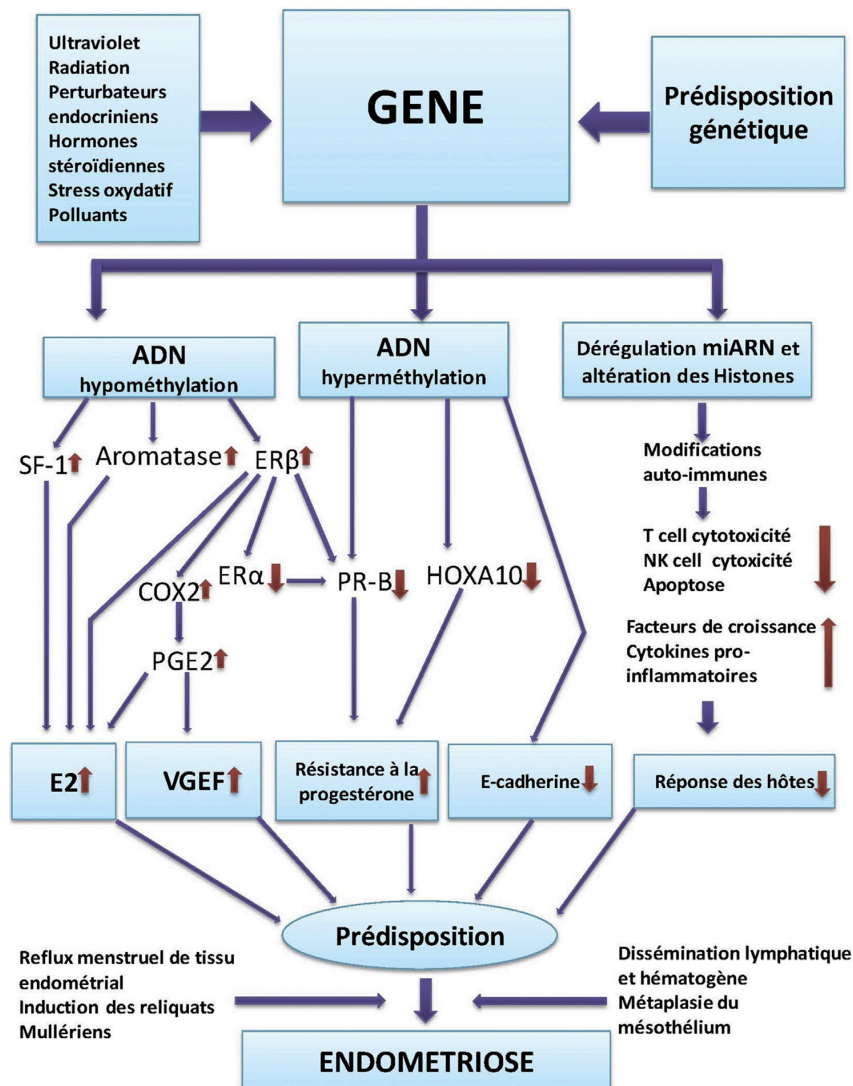 Ultraviolet
Radiation
Perturbateurs
endocriniens
Hormones
stéroïdiennes
Stress oxydatif
Polluants
GENE
Prédisposition
génétique
ADN
hypométhylation
ADN
hyperméthylation
Dérégulation miARN et
altération des Histones
SF-1
Aromatase
ERβ
Modifications
auto-immunes
T cell cytotoxicité
NK cell cytoxicité
Apoptose
COX2
ERα
PR-B
HOXA10
Facteurs de croissance
Cytokines pro-
inflammatoires
PGE2
E2
VGEF
Résistance à la
progestérone
E-cadherine
Réponse des hôtes
Prédisposition
Reflux menstruel de tissu
endométrial
Induction des reliquats
Mullériens
Dissémination lymphatique
et hématogène
Métaplasie du
mésothélium
ENDOMETRIOSE